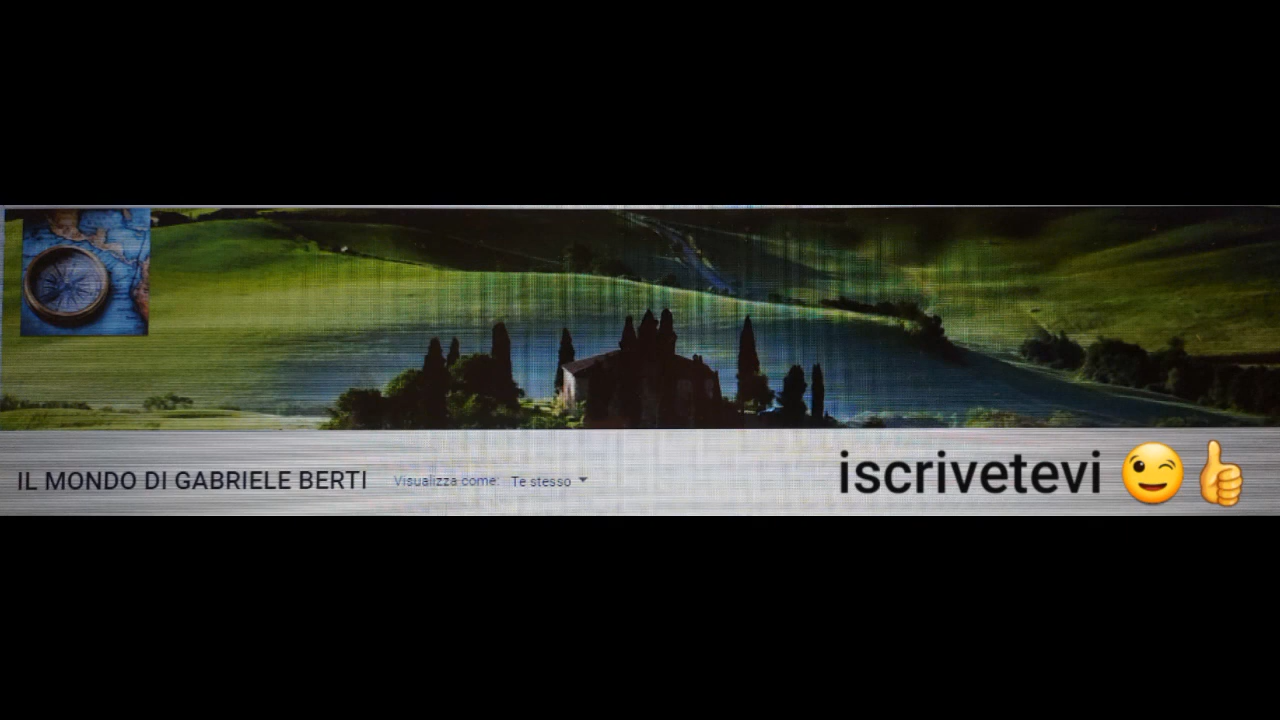 IL MONDO DI GABRIELE BERTI Visualizza come: Te stesso iscrivetevi 😉👍